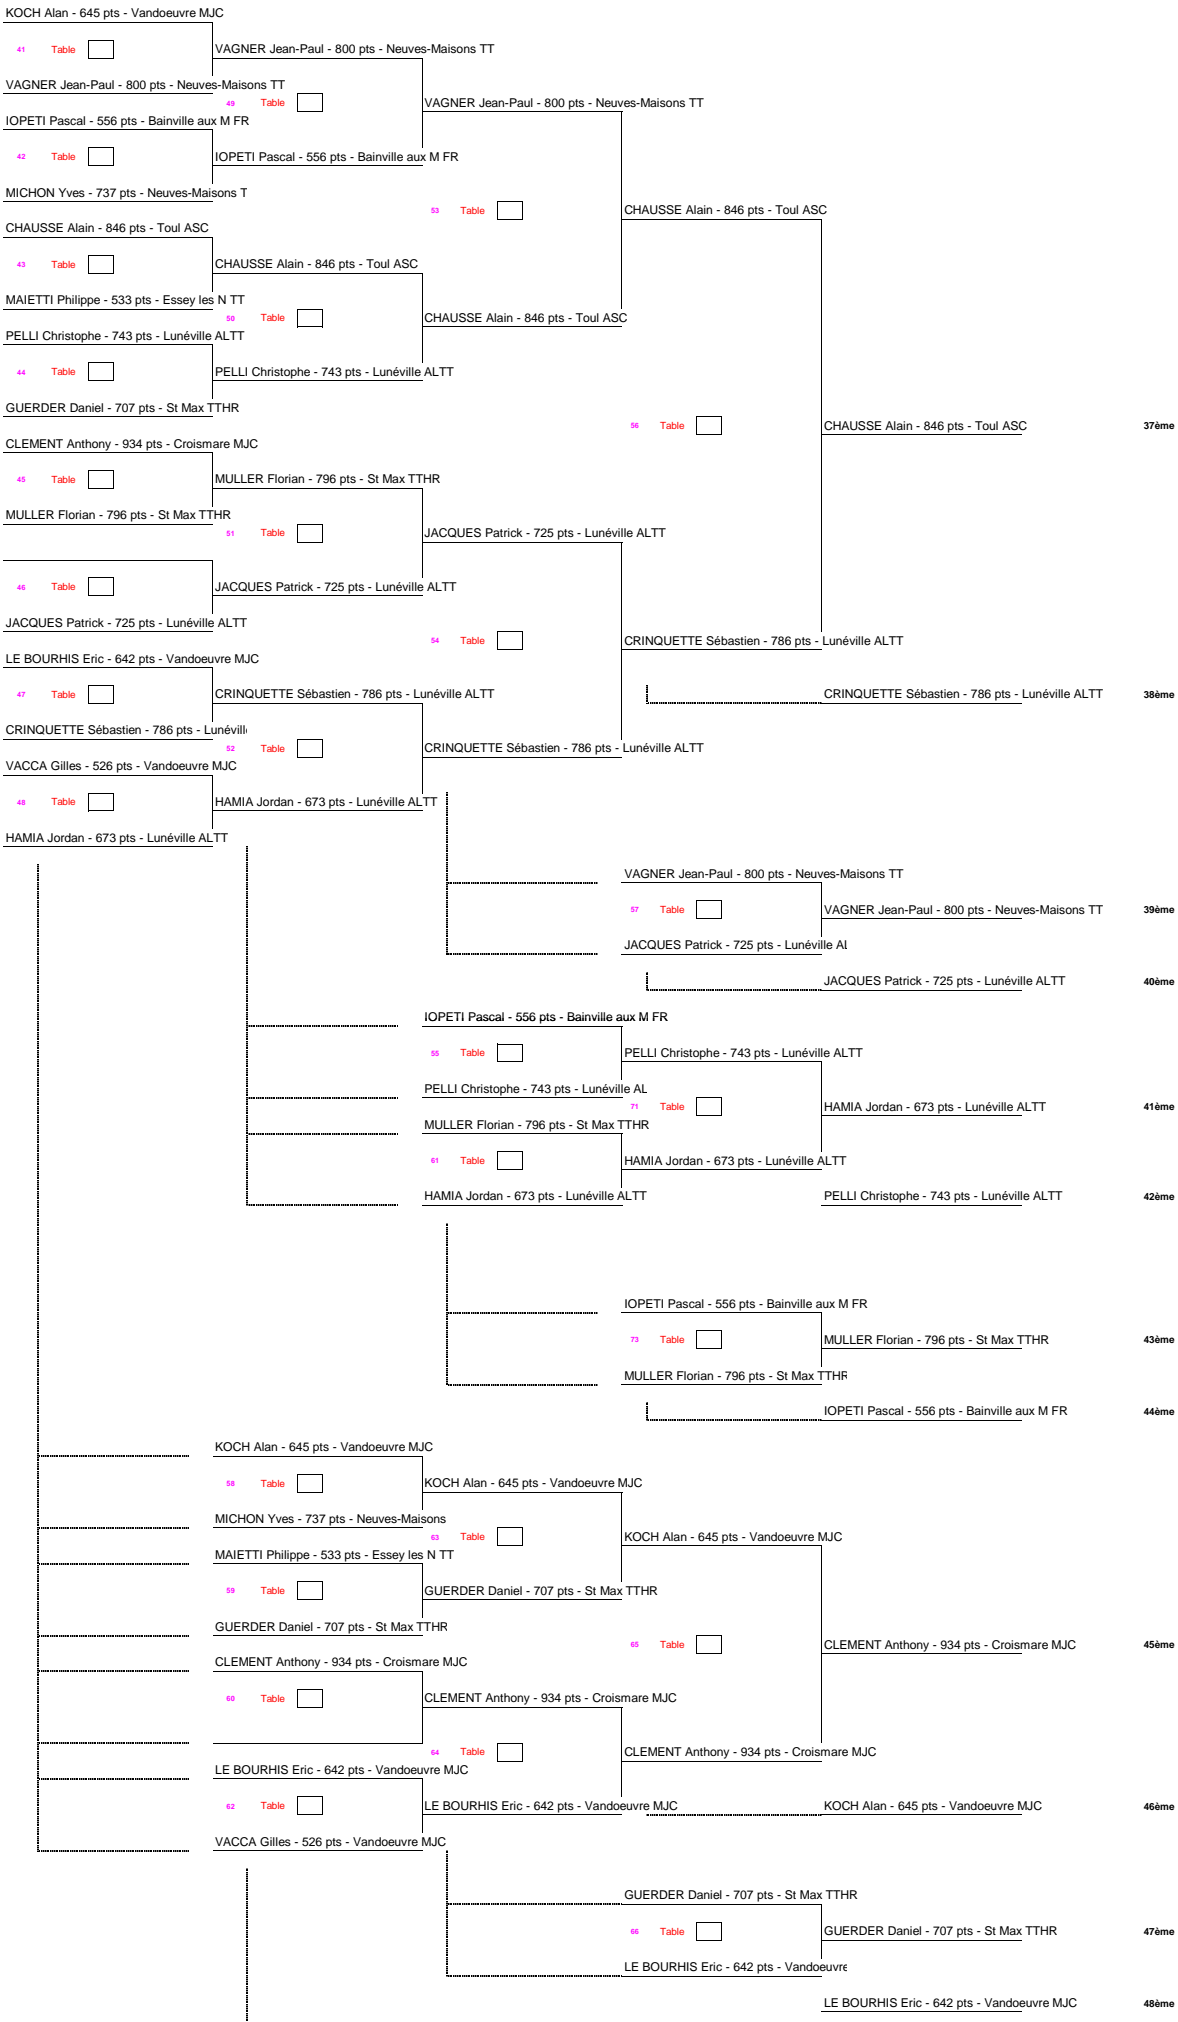 KOCH Alan - 645 pts - Vandoeuvre MJC
41 Table
VAGNER Jean-Paul - 800 pts - Neuves-Maisons TT
VAGNER Jean-Paul - 800 pts - Neuves-Maisons TT
49 Table
VAGNER Jean-Paul - 800 pts - Neuves-Maisons TT
IOPETI Pascal - 556 pts - Bainville aux M FR
42 Table
IOPETI Pascal - 556 pts - Bainville aux M FR
MICHON Yves - 737 pts - Neuves-Maisons T
53 Table
CHAUSSE Alain - 846 pts - Toul ASC
CHAUSSE Alain - 846 pts - Toul ASC
43 Table
CHAUSSE Alain - 846 pts - Toul ASC
MAIETTI Philippe - 533 pts - Essey les N TT
50 Table
CHAUSSE Alain - 846 pts - Toul ASC
PELLI Christophe - 743 pts - Lunéville ALTT
44 Table
PELLI Christophe - 743 pts - Lunéville ALTT
GUERDER Daniel - 707 pts - St Max TTHR
56 Table
CHAUSSE Alain - 846 pts - Toul ASC
37ème
CLEMENT Anthony - 934 pts - Croismare MJC
45 Table
MULLER Florian - 796 pts - St Max TTHR
MULLER Florian - 796 pts - St Max TTHR
51 Table
JACQUES Patrick - 725 pts - Lunéville ALTT
46 Table
JACQUES Patrick - 725 pts - Lunéville ALTT
JACQUES Patrick - 725 pts - Lunéville ALTT
54 Table
CRINQUETTE Sébastien - 786 pts - Lunéville ALTT
LE BOURHIS Eric - 642 pts - Vandoeuvre MJC
47 Table
CRINQUETTE Sébastien - 786 pts - Lunéville ALTT
CRINQUETTE Sébastien - 786 pts - Lunéville ALTT
38ème
CRINQUETTE Sébastien - 786 pts - Lunévill
52 Table
CRINQUETTE Sébastien - 786 pts - Lunéville ALTT
VACCA Gilles - 526 pts - Vandoeuvre MJC
48 Table
HAMIA Jordan - 673 pts - Lunéville ALTT
HAMIA Jordan - 673 pts - Lunéville ALTT
VAGNER Jean-Paul - 800 pts - Neuves-Maisons TT
57 Table
VAGNER Jean-Paul - 800 pts - Neuves-Maisons TT
39ème
JACQUES Patrick - 725 pts - Lunéville AL
JACQUES Patrick - 725 pts - Lunéville ALTT
40ème
IOPETI Pascal - 556 pts - Bainville aux M FR
55 Table
PELLI Christophe - 743 pts - Lunéville ALTT
PELLI Christophe - 743 pts - Lunéville AL
71 Table
HAMIA Jordan - 673 pts - Lunéville ALTT
41ème
MULLER Florian - 796 pts - St Max TTHR
61 Table
HAMIA Jordan - 673 pts - Lunéville ALTT
HAMIA Jordan - 673 pts - Lunéville ALTT
PELLI Christophe - 743 pts - Lunéville ALTT
42ème
IOPETI Pascal - 556 pts - Bainville aux M FR
73 Table
MULLER Florian - 796 pts - St Max TTHR
43ème
MULLER Florian - 796 pts - St Max TTHR
IOPETI Pascal - 556 pts - Bainville aux M FR
44ème
KOCH Alan - 645 pts - Vandoeuvre MJC
58 Table
KOCH Alan - 645 pts - Vandoeuvre MJC
MICHON Yves - 737 pts - Neuves-Maisons
63 Table
KOCH Alan - 645 pts - Vandoeuvre MJC
MAIETTI Philippe - 533 pts - Essey les N TT
59 Table
GUERDER Daniel - 707 pts - St Max TTHR
GUERDER Daniel - 707 pts - St Max TTHR
65 Table
CLEMENT Anthony - 934 pts - Croismare MJC
45ème
CLEMENT Anthony - 934 pts - Croismare MJC
60 Table
CLEMENT Anthony - 934 pts - Croismare MJC
64 Table
CLEMENT Anthony - 934 pts - Croismare MJC
LE BOURHIS Eric - 642 pts - Vandoeuvre MJC
62 Table
LE BOURHIS Eric - 642 pts - Vandoeuvre MJC
KOCH Alan - 645 pts - Vandoeuvre MJC
46ème
VACCA Gilles - 526 pts - Vandoeuvre MJC
GUERDER Daniel - 707 pts - St Max TTHR
66 Table
GUERDER Daniel - 707 pts - St Max TTHR
47ème
LE BOURHIS Eric - 642 pts - Vandoeuvre
LE BOURHIS Eric - 642 pts - Vandoeuvre MJC
48ème